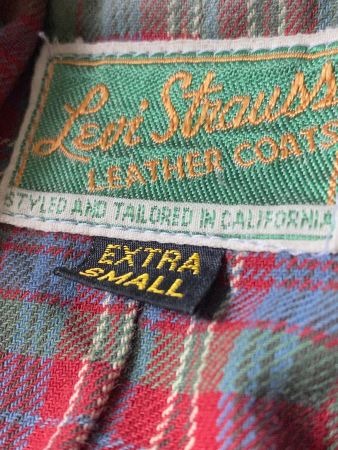 Levi Strauss
LEATHER COATS
STYLED AND TAILORED IN CALIFORNIA
EXTRA
SMALL